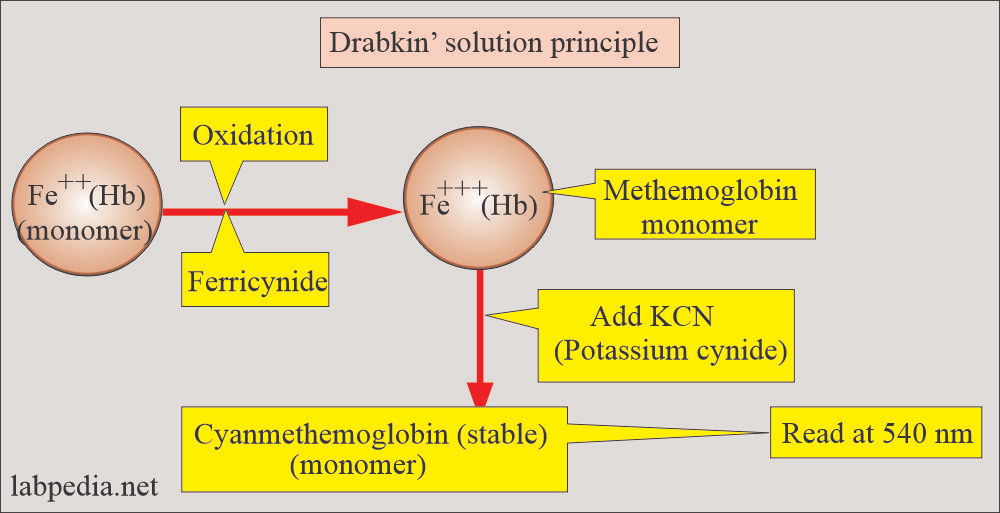 Drabkin’ solution principle
Oxidation
Fe++(Hb)
(monomer)
Ferricynide
Fe+++(Hb)
Methemoglobin
monomer
Add KCN
(Potassium cynide)
Cyanmethemoglobin (stable)
(monomer)
Read at 540 nm
labpedia.net